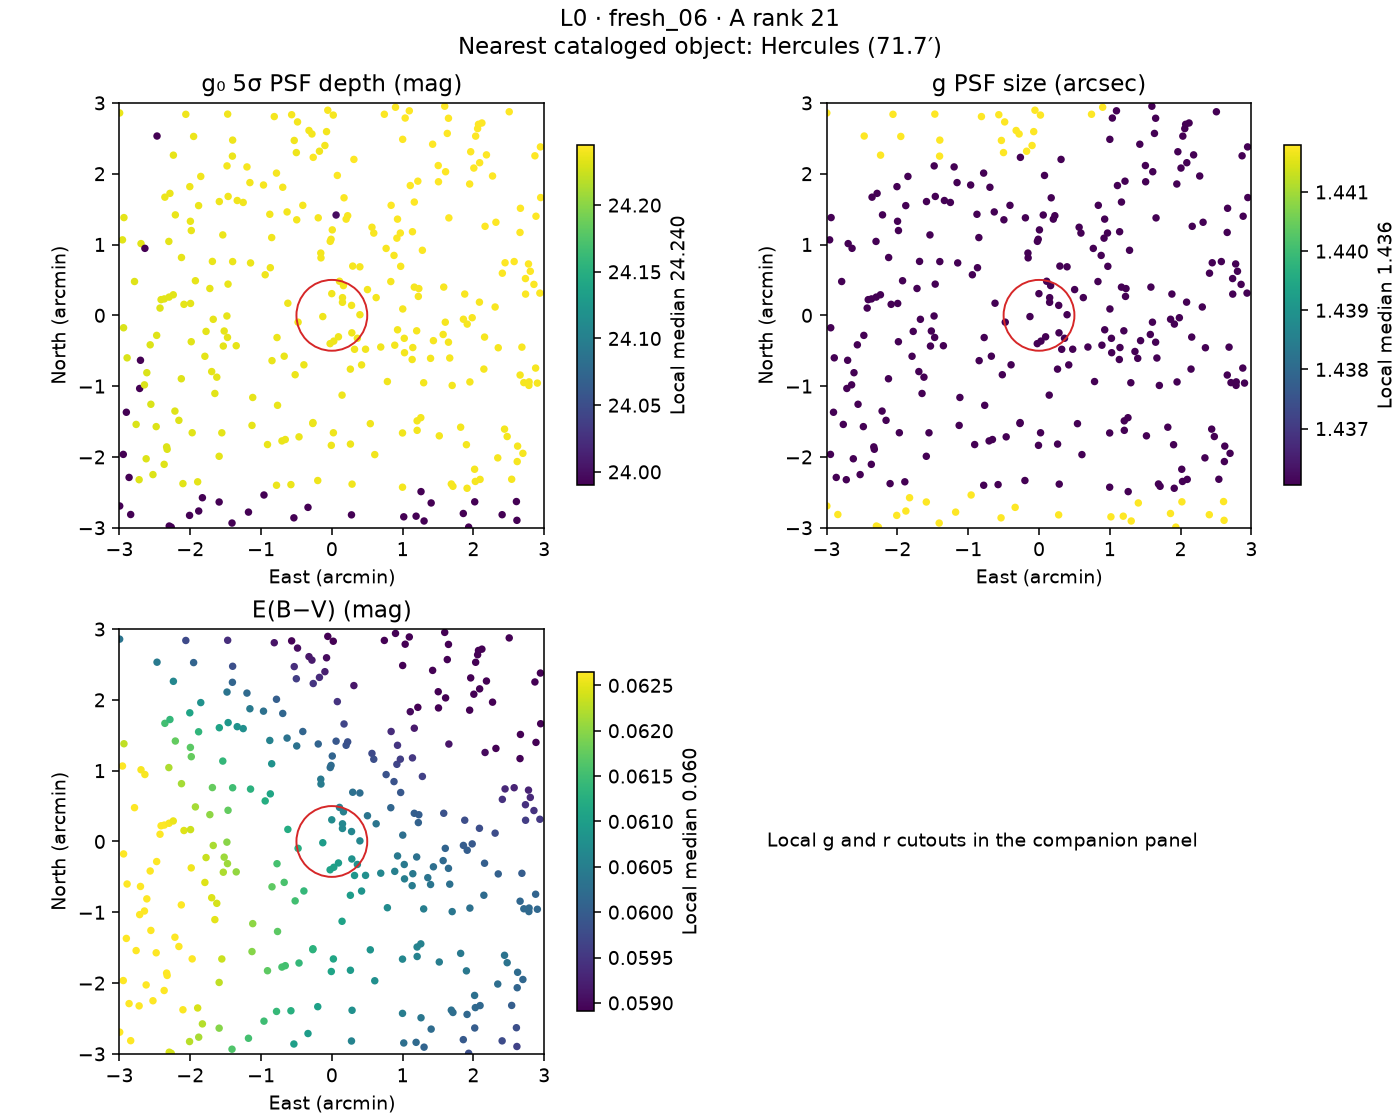 L0 · fresh_06 · A rank 21
Nearest cataloged object: Hercules (71.7′)
g₀ 5σ PSF depth (mag)
3
2
1
0
−1
−2
−3
North (arcmin)
−3 −2 −1 0 1 2 3
East (arcmin)
24.20
24.15
24.10
24.05
24.00
Local median 24.240
g PSF size (arcsec)
3
2
1
0
−1
−2
−3
North (arcmin)
−3 −2 −1 0 1 2 3
East (arcmin)
1.441
1.440
1.439
1.438
1.437
Local median 1.436
E(B−V) (mag)
3
2
1
0
−1
−2
−3
North (arcmin)
−3 −2 −1 0 1 2 3
East (arcmin)
0.0625
0.0620
0.0615
0.0610
0.0605
0.0600
0.0595
0.0590
Local median 0.060
Local g and r cutouts in the companion panel